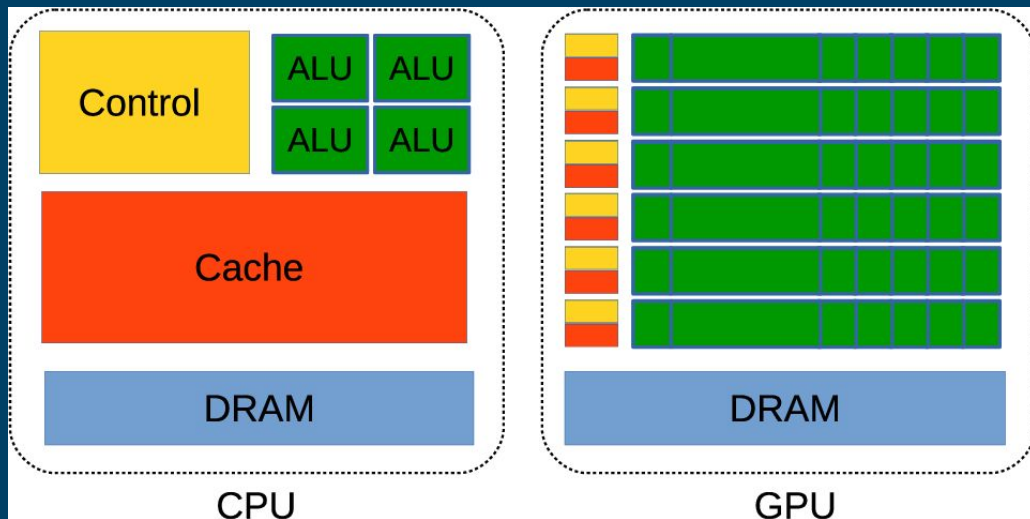 Control
ALU ALU
ALU ALU
Cache
DRAM
CPU
DRAM
GPU